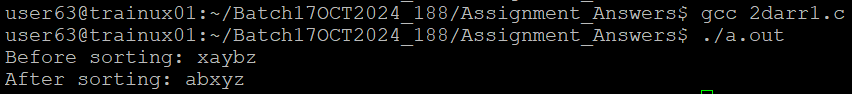 user63@trainux01:~/Batch17OCT2024_188/Assignment_Answers$ gcc 2darr1.c
user63@trainux01:~/Batch17OCT2024_188/Assignment_Answers$ ./a.out
Before sorting: xaybz
After sorting: abxyz